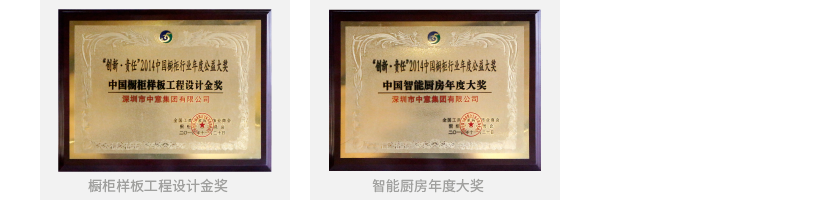 "创新·责任"2014中国橱柜行业年度公益大奖
中国橱柜样板工程设计金奖
深圳市中意集团有限公司
橱柜样板工程设计金奖
"创新·责任"2014中国橱柜行业年度公益大奖
中国智能厨房年度大奖
深圳市中意集团有限公司
智能厨房年度大奖